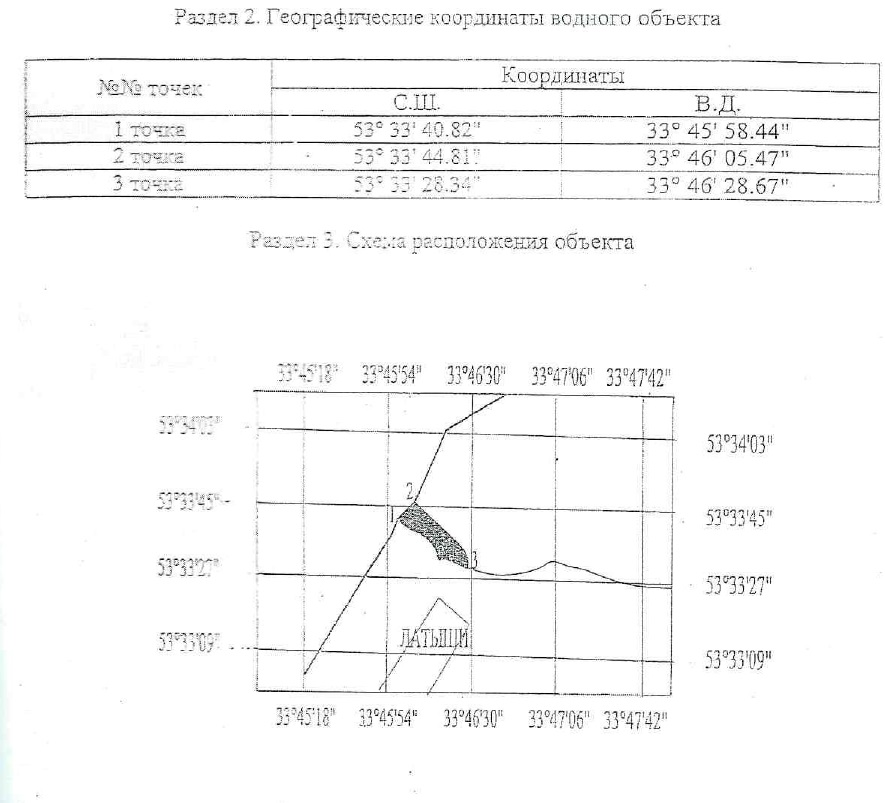 Раздел 2. Географические координаты водного объекта
№№ точек Координаты
С.Ш. В.Д.
1 точка 53° 33' 40.82" 33° 45' 58.44"
2 точка 53° 33' 44.81" 33° 46' 05.47"
3 точка 53° 33' 28.34" 33° 46' 28.67"
Раздел 3. Схема расположения объекта
33°45'18" 33°45'54" 33°46'30" 33°47'06" 33°47'42"
53°34'03" 53°34'03"
2
53°33'45" 53°33'45"
1
3
53°33'27" 53°33'27"
ЛАТЫШИ
53°33'09" 53°33'09"
33°45'18" 33°45'54" 33°46'30" 33°47'06" 33°47'42"